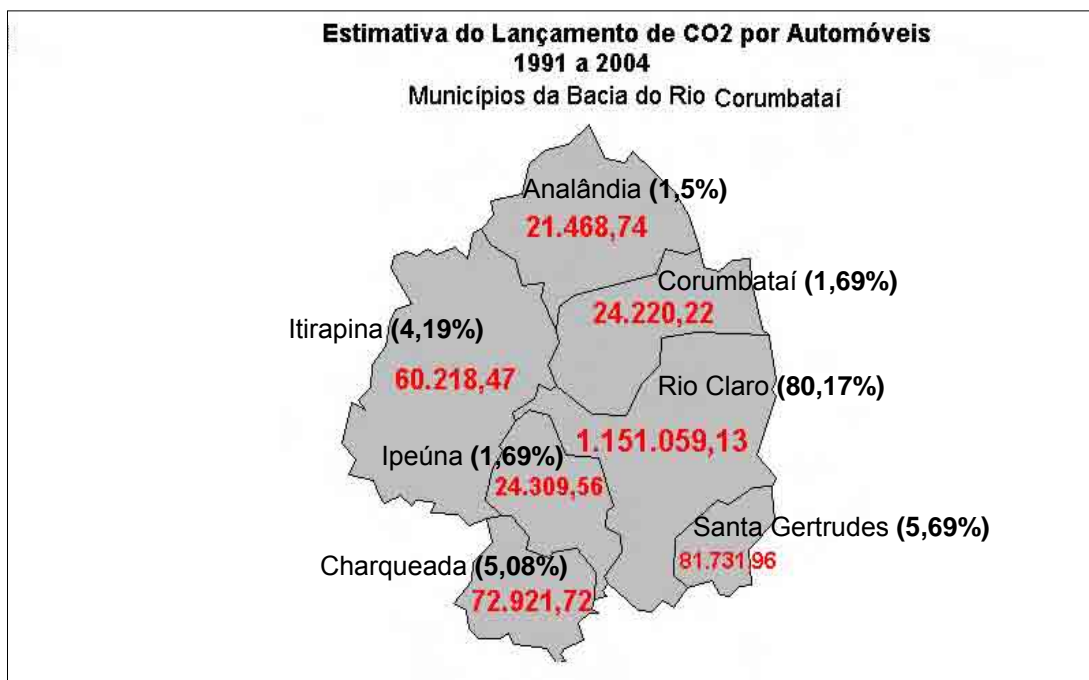 Estimativa do Lançamento de CO2 por Automóveis
1991 a 2004
Municípios da Bacia do Rio Corumbataí
Analândia (1,5%)
21.468,74
Corumbataí (1,69%)
24.220,22
Itirapina (4,19%)
60.218,47
Rio Claro (80,17%)
1.151.059,13
Ipeúna (1,69%)
24.309,56
Santa Gertrudes (5,69%)
81.731,96
Charqueada (5,08%)
72.921,72